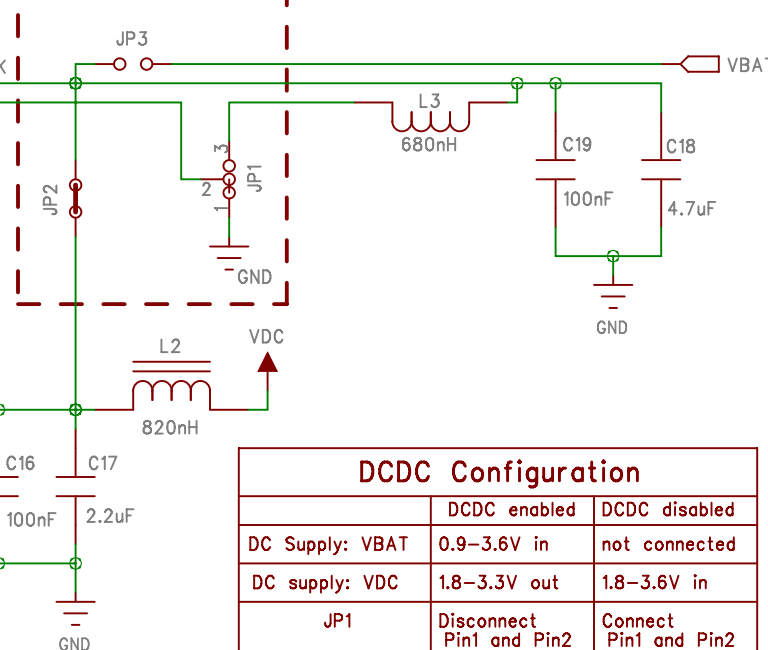 JP3
K
VBAT
L3
680nH
C19
100nF
C18
4.7uF
JP2
3
2
1
JP1
GND
GND
L2
VDC
820nH
C16
100nF
C17
2.2uF
GND
DCDC Configuration
DCDC enabled DCDC disabled
DC Supply: VBAT 0.9-3.6V in not connected
DC supply: VDC 1.8-3.3V out 1.8-3.6V in
JP1 Disconnect Connect
Pin1 and Pin2 Pin1 and Pin2